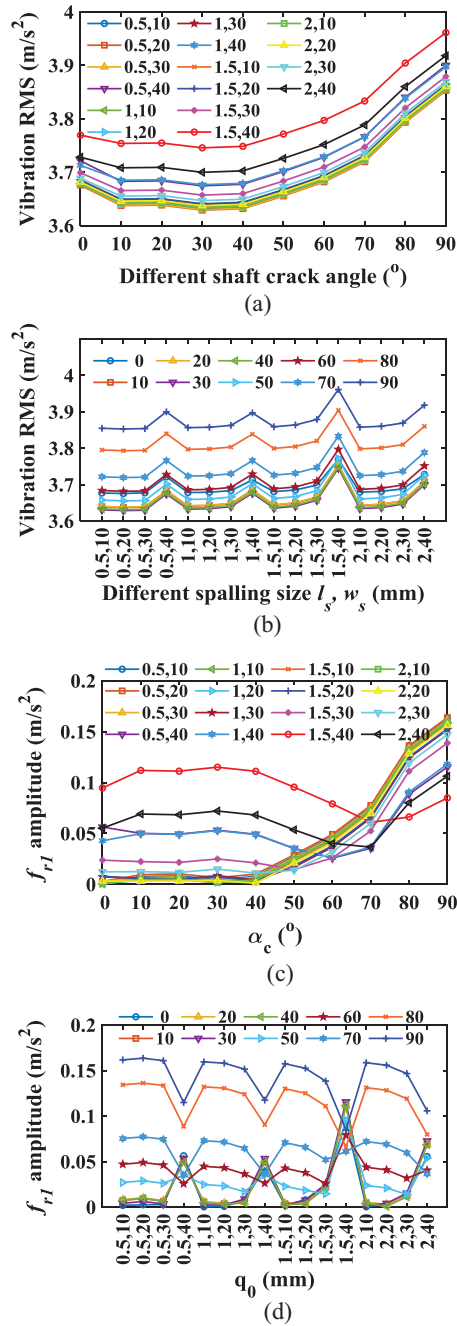 (a)
Vibration RMS (m/s²)
4
3.9
3.8
3.7
3.6
0.5,10 1,30 2,10
0.5,20 1,40 2,20
0.5,30 1.5,10 2,30
0.5,40 1.5,20 2,40
1,10 1.5,30
1,20 1.5,40
0 10 20 30 40 50 60 70 80 90
Different shaft crack angle (°)
(a)
Vibration RMS (m/s²)
4
3.9
3.8
3.7
3.6
0 20 40 60 80
10 30 50 70 90
0.5,10 0.5,20 0.5,30 0.5,40 1,10 1,20 1,30 1,40 1.5,10 1.5,20 1.5,30 1.5,40 2,10 2,20 2,30 2,40
Different spalling size lₛ, wₛ (mm)
(b)
f_r1 amplitude (m/s²)
0.2
0.15
0.1
0.05
0
0.5,10 1,10 1.5,10 2,10
0.5,20 1,20 1.5,20 2,20
0.5,30 1,30 1.5,30 2,30
0.5,40 1,40 1.5,40 2,40
0 10 20 30 40 50 60 70 80 90
α_c (°)
(c)
f_r1 amplitude (m/s²)
0.2
0.15
0.1
0.05
0
0 20 40 60 80
10 30 50 70 90
0.5,10 0.5,20 0.5,30 0.5,40 1,10 1,20 1,30 1,40 1.5,10 1.5,20 1.5,30 1.5,40 2,10 2,20 2,30 2,40
q₀ (mm)
(d)